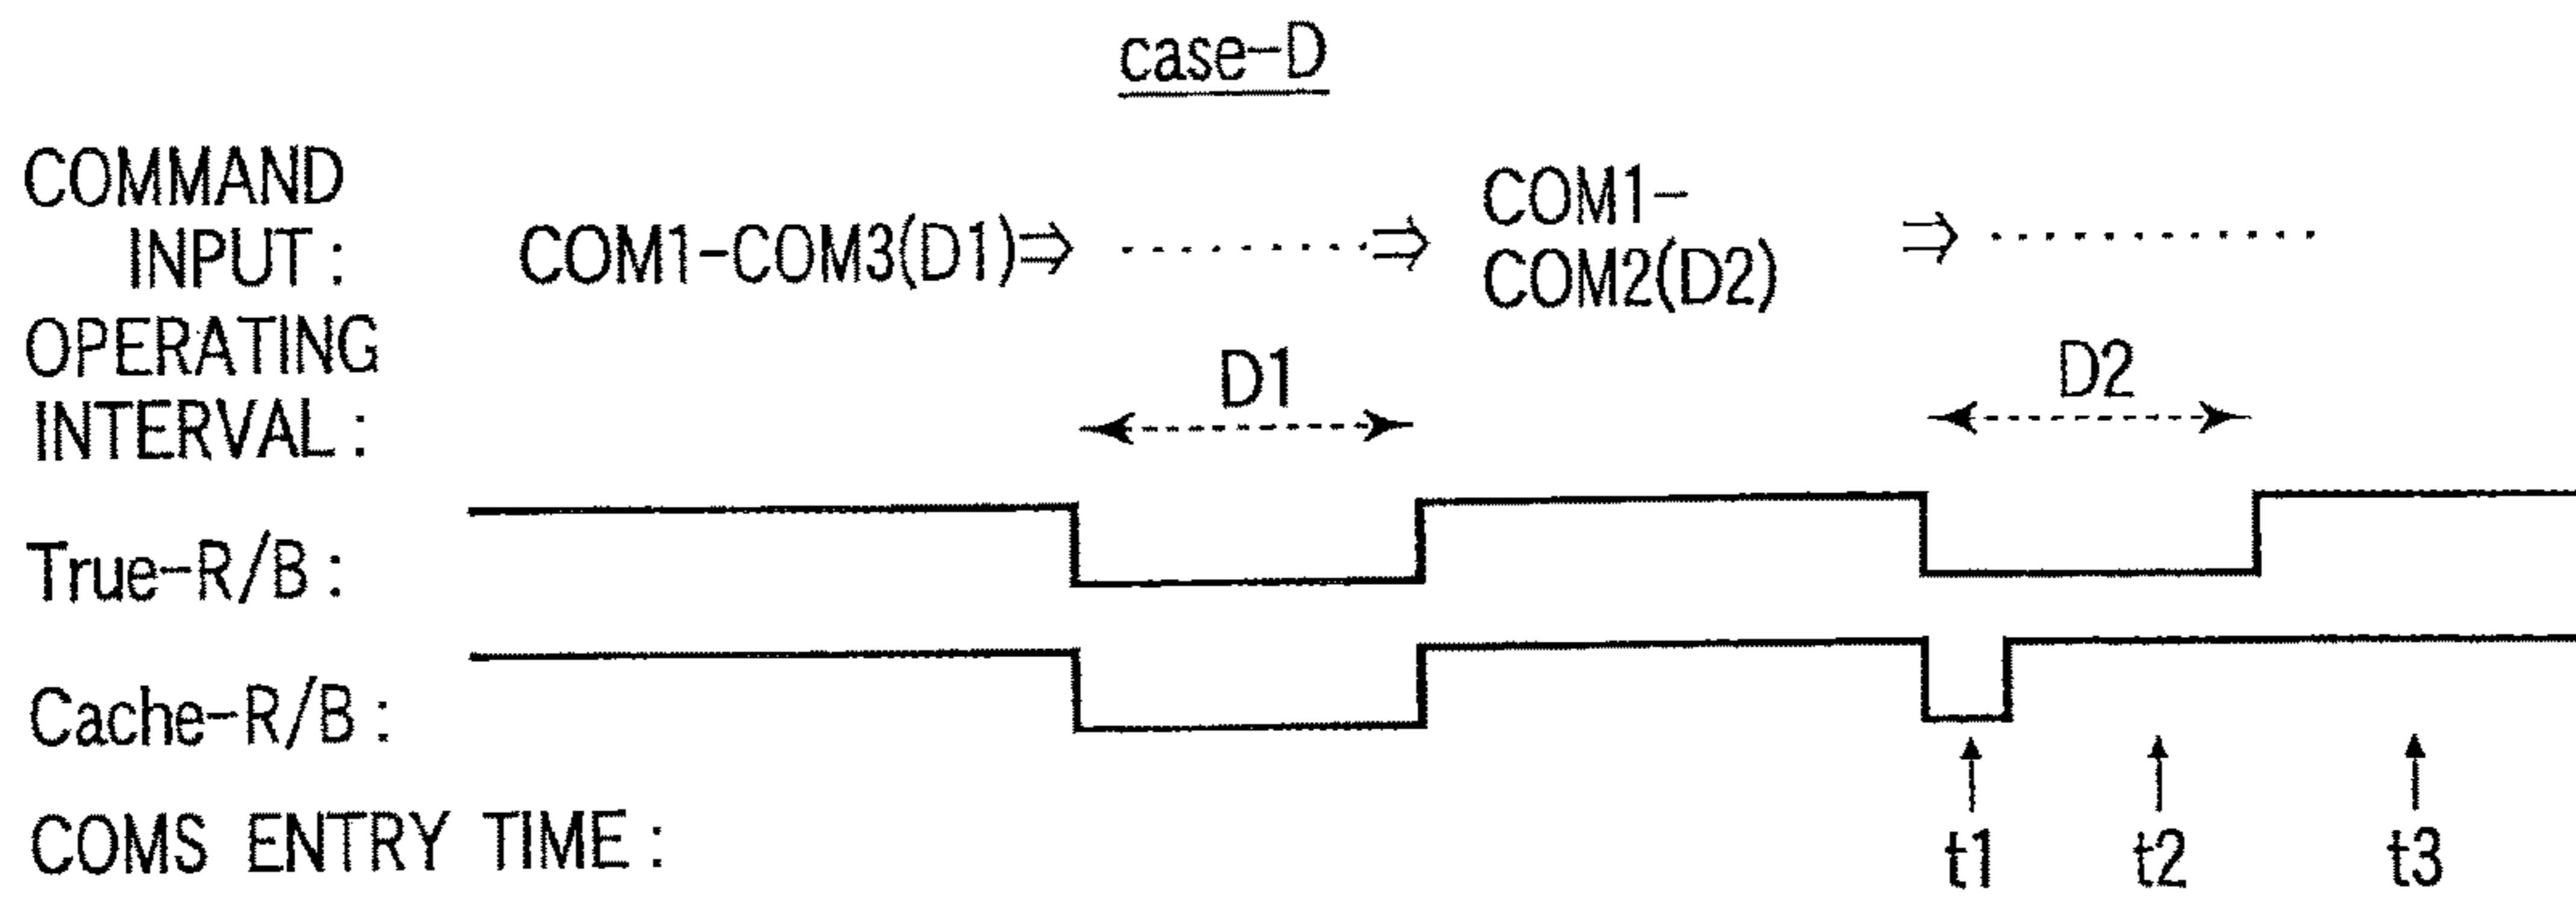 case-D
COMMAND
INPUT :
COM1-COM3(D1)⇒ ·········⇒ COM1-
COM2(D2) ⇒ ···········
OPERATING
INTERVAL :
D1
D2
True-R/B :
Cache-R/B :
COMS ENTRY TIME :
t1 t2 t3